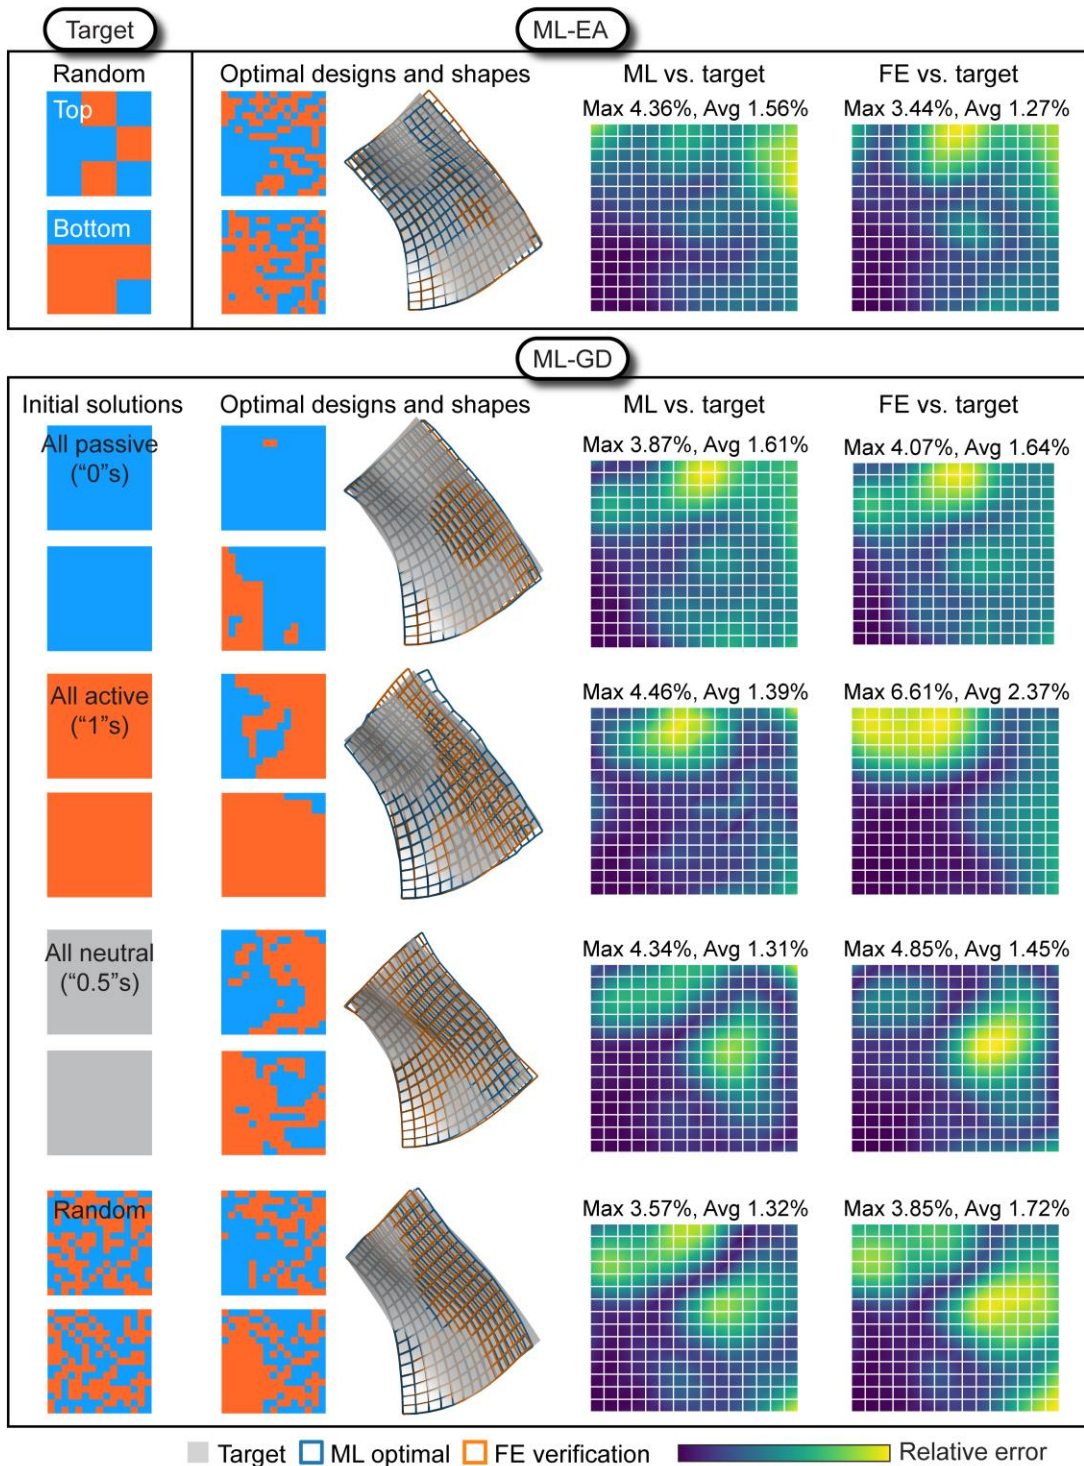 Target
ML-EA
Random
Optimal designs and shapes
ML vs. target
FE vs. target
Top
Max 4.36%, Avg 1.56%
Max 3.44%, Avg 1.27%
Bottom
ML-GD
Initial solutions
Optimal designs and shapes
ML vs. target
FE vs. target
All passive
(“0”s)
Max 3.87%, Avg 1.61%
Max 4.07%, Avg 1.64%
All active
(“1”s)
Max 4.46%, Avg 1.39%
Max 6.61%, Avg 2.37%
All neutral
(“0.5”s)
Max 4.34%, Avg 1.31%
Max 4.85%, Avg 1.45%
Random
Max 3.57%, Avg 1.32%
Max 3.85%, Avg 1.72%
Target
ML optimal
FE verification
Relative error